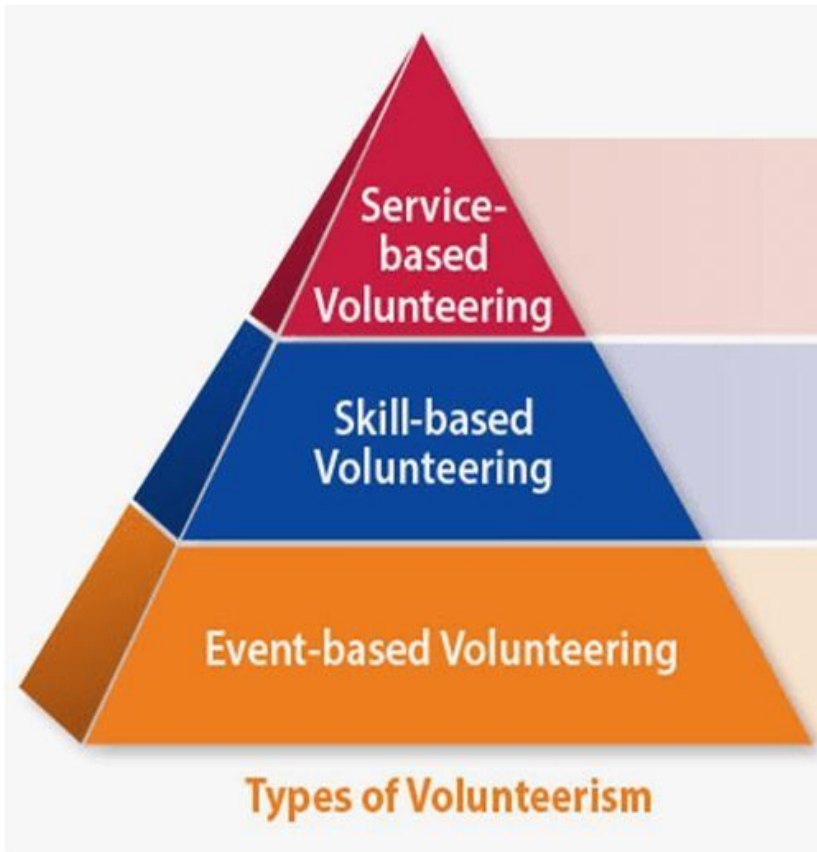 Service-
based
Volunteering
Skill-based
Volunteering
Event-based Volunteering
Types of Volunteerism